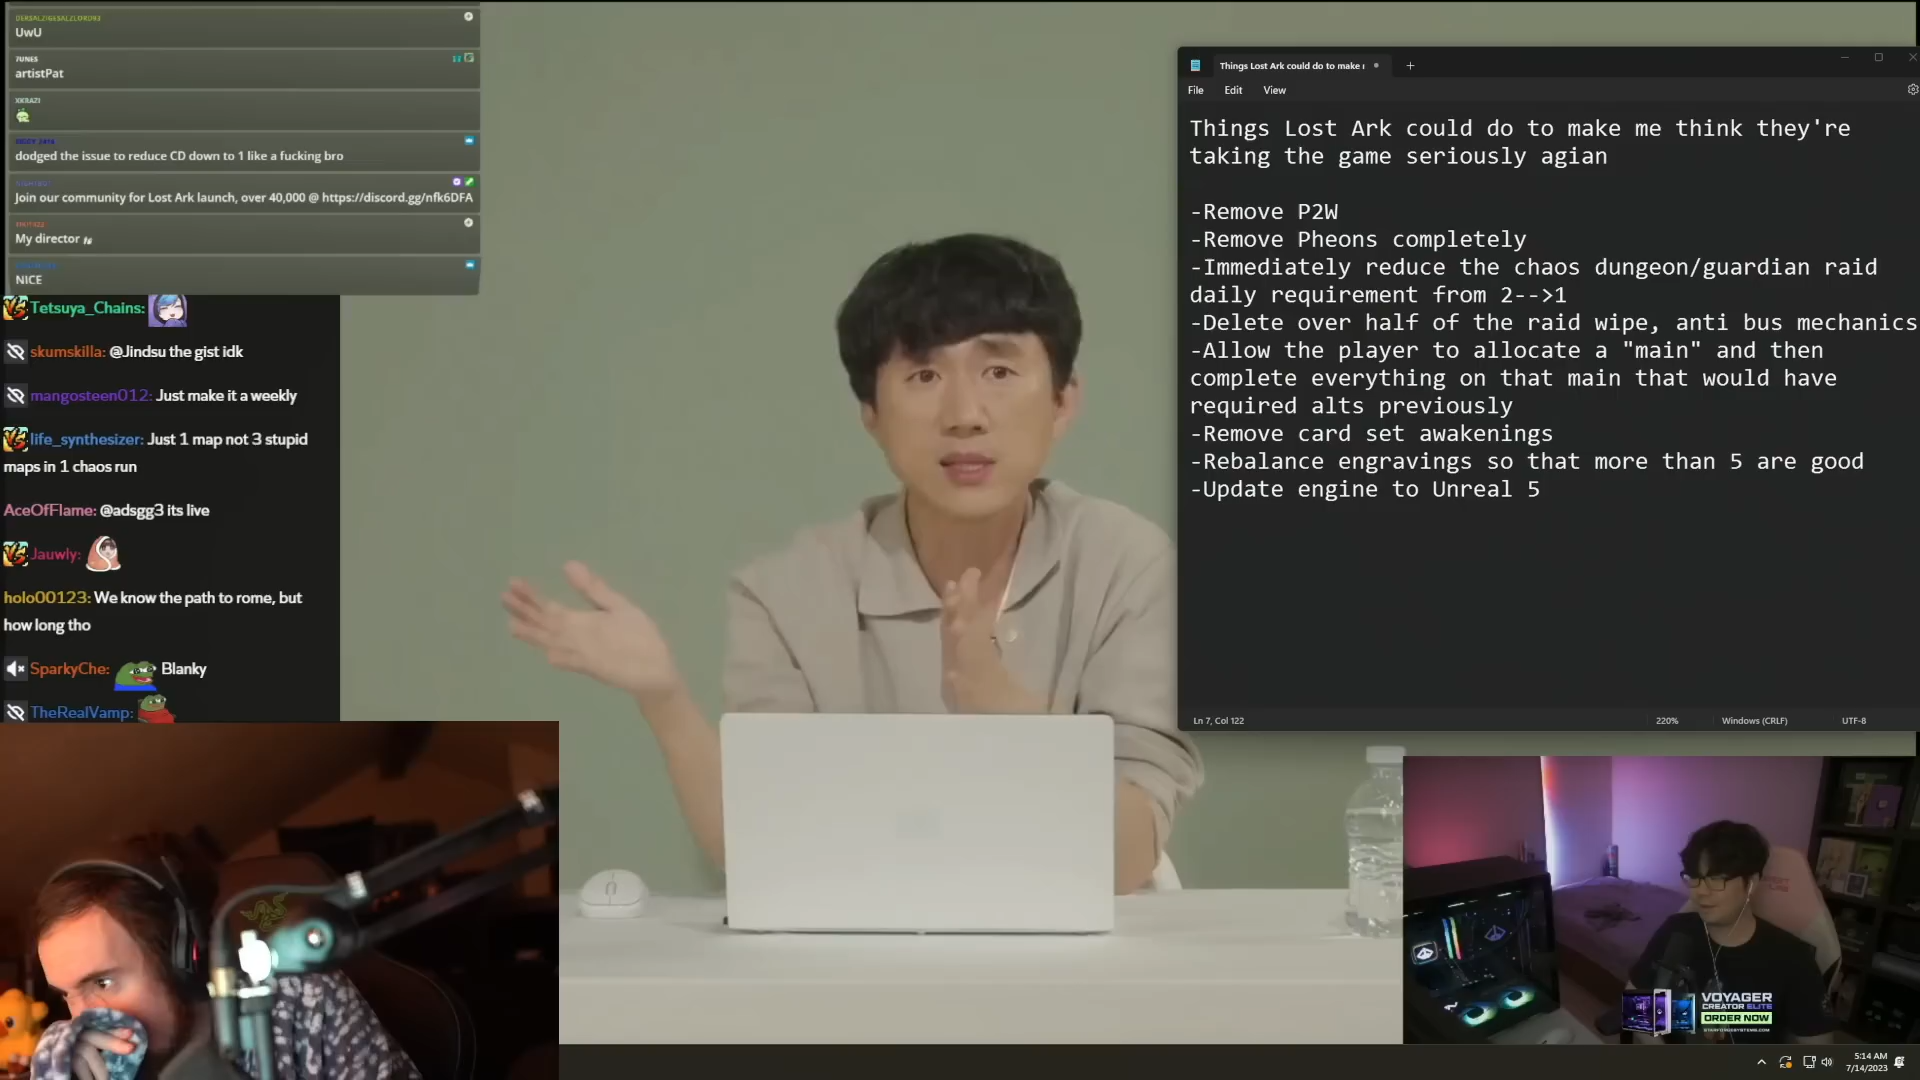 UwU
7UNES
artistPat
XKRAZI
dodged the issue to reduce CD down to 1 like a fucking bro
Join our community for Lost Ark launch, over 40,000 @ https://discord.gg/nfk6DFA
My director
NICE
Tetsuya_Chains:
skumskilla: @Jindsu the gist idk
mangosteen012: Just make it a weekly
life_synthesizer: Just 1 map not 3 stupid
maps in 1 chaos run
AceOfFlame: @adsgg3 its live
Jauwly:
holo00123: We know the path to rome, but
how long tho
SparkyChe: Blanky
TheRealVamp:
Things Lost Ark could do to make
File Edit View
Things Lost Ark could do to make me think they're
taking the game seriously agian
-Remove P2W
-Remove Pheons completely
-Immediately reduce the chaos dungeon/guardian raid
daily requirement from 2-->1
-Delete over half of the raid wipe, anti bus mechanics
-Allow the player to allocate a "main" and then
complete everything on that main that would have
required alts previously
-Remove card set awakenings
-Rebalance engravings so that more than 5 are good
-Update engine to Unreal 5
Ln 7, Col 122 220% Windows (CRLF) UTF-8
VOYAGER
CREATOR ELITE
ORDER NOW
STARFORGESYSTEMS.COM
5:14 AM
7/14/2023